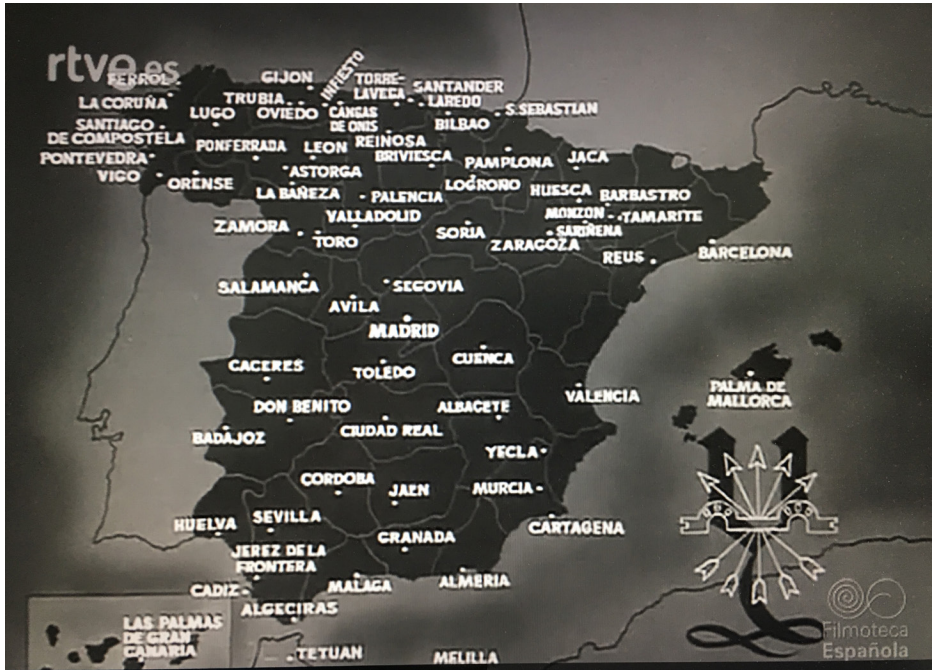 rtve.es
FERROL
GIJON
INFIESTO
TORRE-
LAVEGA
SANTANDER
LA CORUÑA
TRUBIA
LAREDO
LUGO
OVIEDO
CANGAS
DE ONIS
BILBAO
S. SEBASTIAN
SANTIAGO
DE COMPOSTELA
PONFERRADA
LEON
REINOSA
BRIVIESCA
PAMPLONA
JACA
PONTEVEDRA
VIGO
ORENSE
ASTORGA
LA BAÑEZA
PALENCIA
LOGROÑO
HUESCA
BARBASTRO
ZAMORA
VALLADOLID
TORO
SORIA
MONZON
TAMARITE
SARIÑENA
ZARAGOZA
REUS
BARCELONA
SALAMANCA
SEGOVIA
AVILA
MADRID
CACERES
TOLEDO
CUENCA
VALENCIA
PALMA DE
MALLORCA
DON BENITO
ALBACETE
BADAJOZ
CIUDAD REAL
YECLA
CORDOBA
JAEN
MURCIA
HUELVA
SEVILLA
CARTAGENA
GRANADA
JEREZ DE LA
FRONTERA
CADIZ
MALAGA
ALMERIA
ALGECIRAS
LAS PALMAS
DE GRAN
CANARIA
TETUAN
MELILLA
Filmoteca
Española